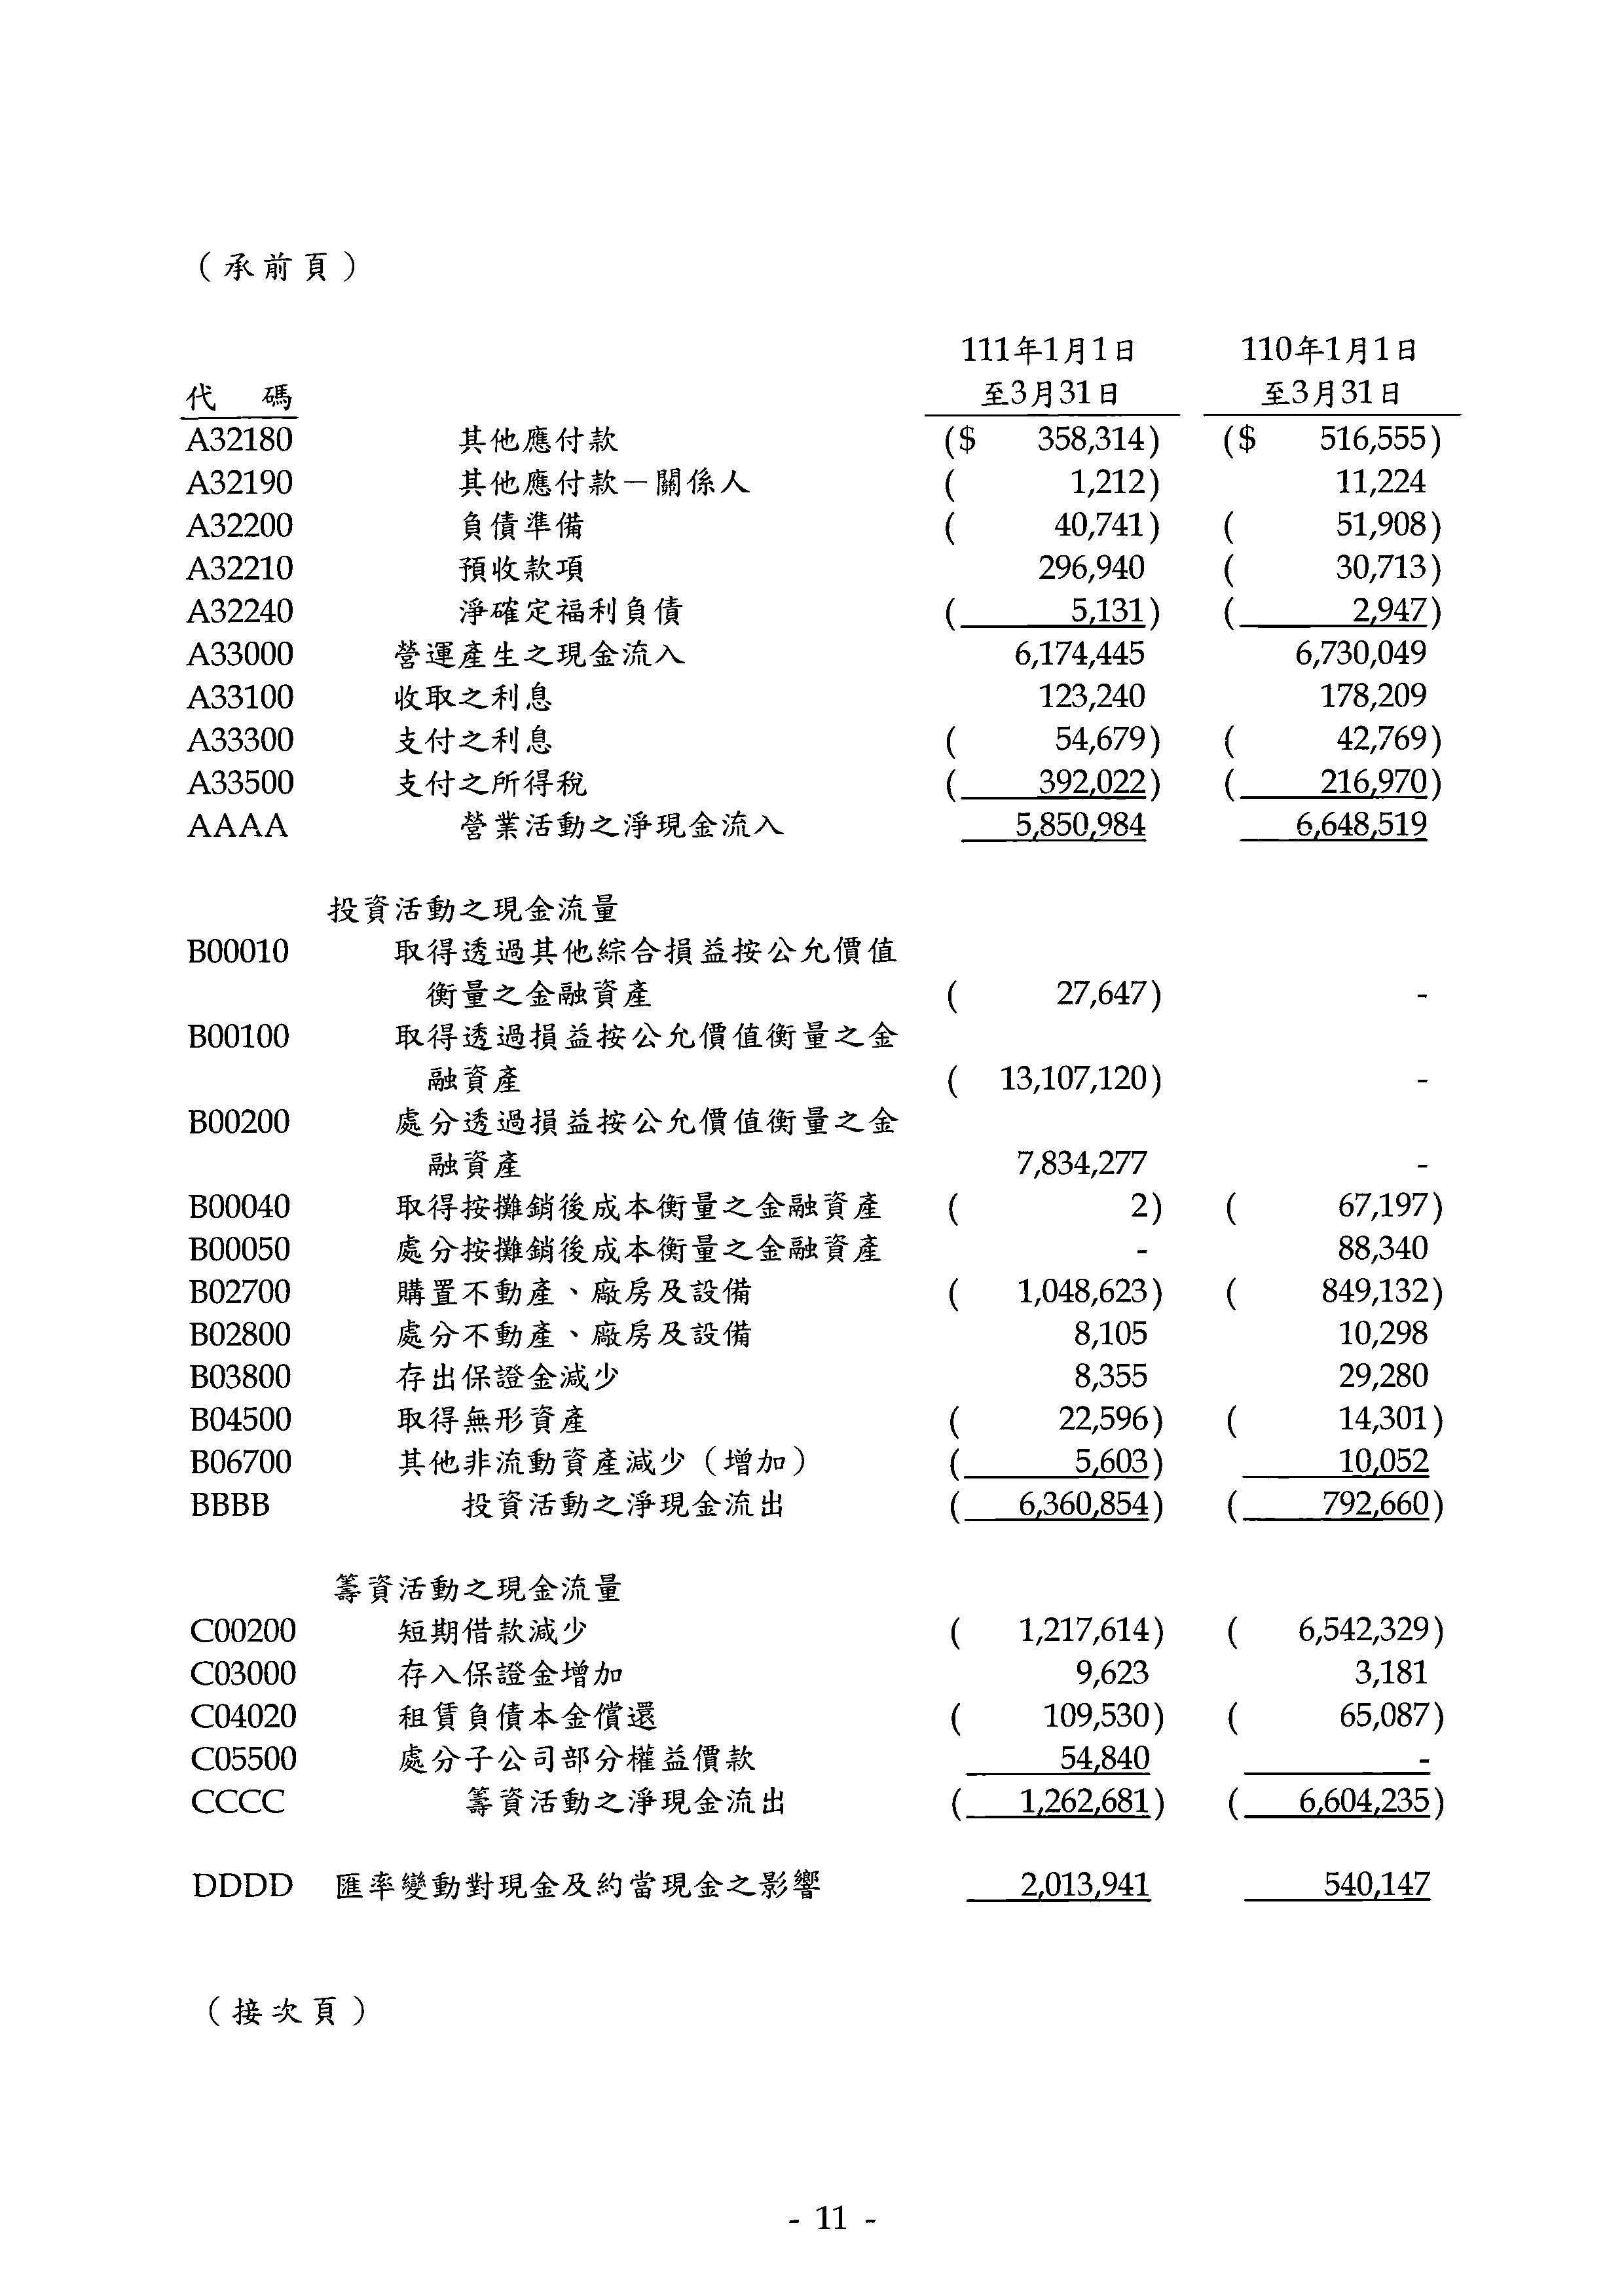 （承前頁）
111年1月1日 110年1月1日
代 碼 至3月31日 至3月31日
A32180 其他應付款 ($ 358,314) ($ 516,555)
A32190 其他應付款－關係人 ( 1,212) 11,224
A32200 負債準備 ( 40,741) ( 51,908)
A32210 預收款項 296,940 ( 30,713)
A32240 淨確定福利負債 ( 5,131) ( 2,947)
A33000 營運產生之現金流入 6,174,445 6,730,049
A33100 收取之利息 123,240 178,209
A33300 支付之利息 ( 54,679) ( 42,769)
A33500 支付之所得稅 ( 392,022) ( 216,970)
AAAA 營業活動之淨現金流入 5,850,984 6,648,519
投資活動之現金流量
B00010 取得透過其他綜合損益按公允價值
衡量之金融資產 ( 27,647) -
B00100 取得透過損益按公允價值衡量之金
融資產 ( 13,107,120) -
B00200 處分透過損益按公允價值衡量之金
融資產 7,834,277 -
B00040 取得按攤銷後成本衡量之金融資產 ( 2) ( 67,197)
B00050 處分按攤銷後成本衡量之金融資產 - 88,340
B02700 購置不動產、廠房及設備 ( 1,048,623) ( 849,132)
B02800 處分不動產、廠房及設備 8,105 10,298
B03800 存出保證金減少 8,355 29,280
B04500 取得無形資產 ( 22,596) ( 14,301)
B06700 其他非流動資產減少（增加） ( 5,603) 10,052
BBBB 投資活動之淨現金流出 ( 6,360,854) ( 792,660)
籌資活動之現金流量
C00200 短期借款減少 ( 1,217,614) ( 6,542,329)
C03000 存入保證金增加 9,623 3,181
C04020 租賃負債本金償還 ( 109,530) ( 65,087)
C05500 處分子公司部分權益價款 54,840 -
CCCC 籌資活動之淨現金流出 ( 1,262,681) ( 6,604,235)
DDDD 匯率變動對現金及約當現金之影響 2,013,941 540,147
（接次頁）
- 11 -